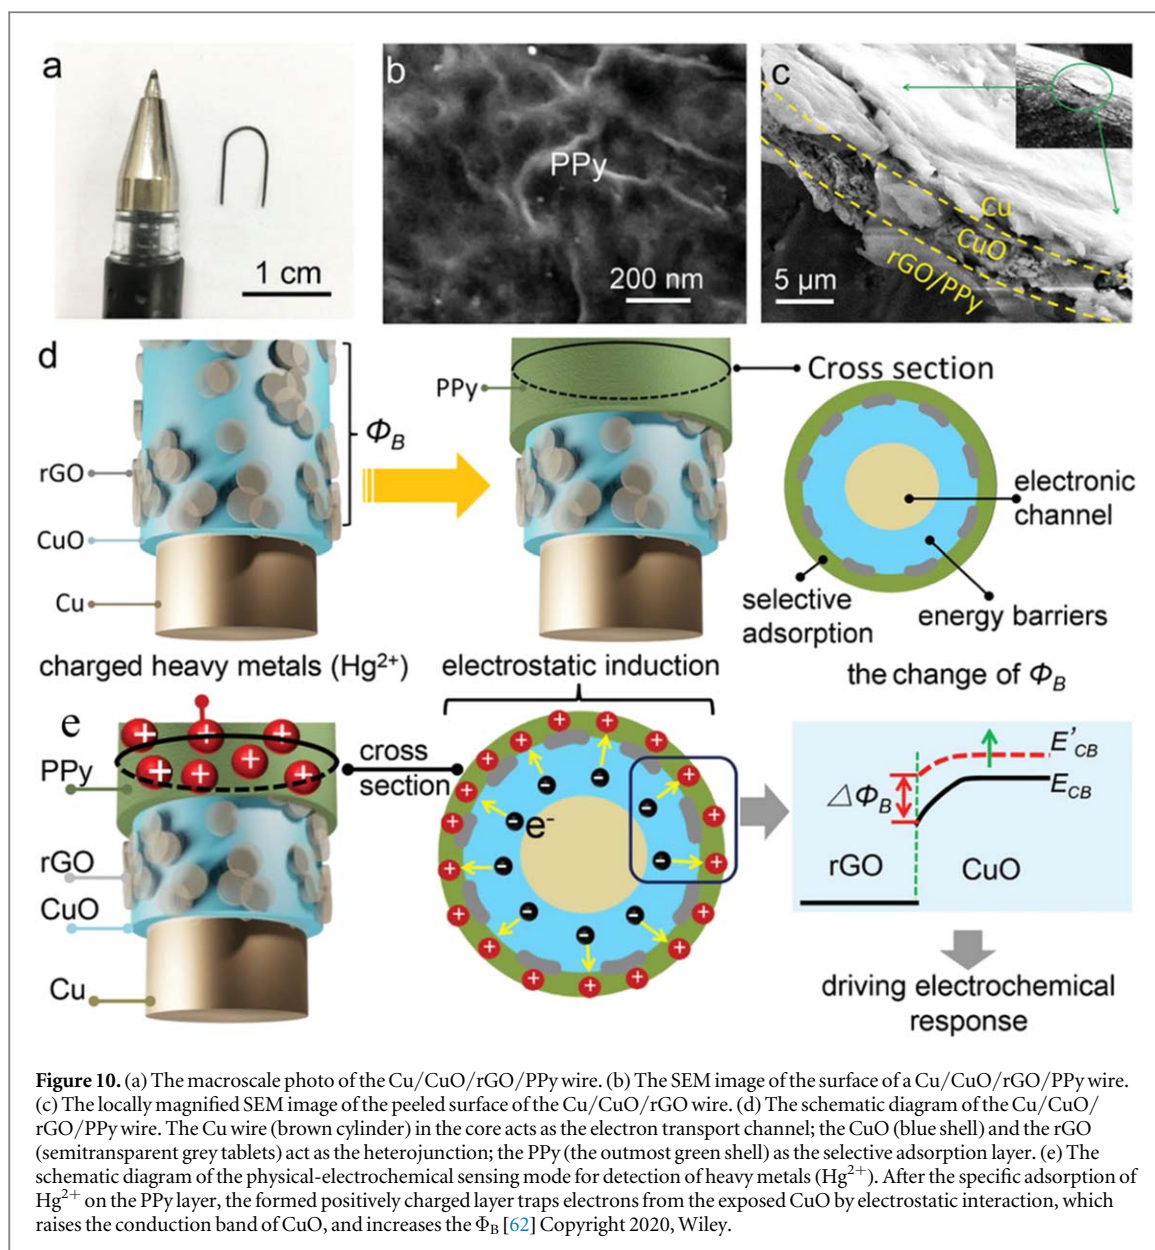 a
1 cm
b
PPy
200 nm
c
Cu
CuO
rGO/PPy
5 μm
d
rGO
CuO
Cu
Φ_B
PPy
Cross section
electronic
channel
selective
adsorption
energy barriers
charged heavy metals (Hg²⁺)
e
PPy
rGO
CuO
Cu
cross
section
electrostatic induction
e⁻
the change of Φ_B
E'_CB
E_CB
△Φ_B
rGO
CuO
driving electrochemical
response
Figure 10. (a) The macroscale photo of the Cu/CuO/rGO/PPy wire. (b) The SEM image of the surface of a Cu/CuO/rGO/PPy wire.
(c) The locally magnified SEM image of the peeled surface of the Cu/CuO/rGO wire. (d) The schematic diagram of the Cu/CuO/
rGO/PPy wire. The Cu wire (brown cylinder) in the core acts as the electron transport channel; the CuO (blue shell) and the rGO
(semitransparent grey tablets) act as the heterojunction; the PPy (the outmost green shell) as the selective adsorption layer. (e) The
schematic diagram of the physical-electrochemical sensing mode for detection of heavy metals (Hg²⁺). After the specific adsorption of
Hg²⁺ on the PPy layer, the formed positively charged layer traps electrons from the exposed CuO by electrostatic interaction, which
raises the conduction band of CuO, and increases the Φ_B [62] Copyright 2020, Wiley.